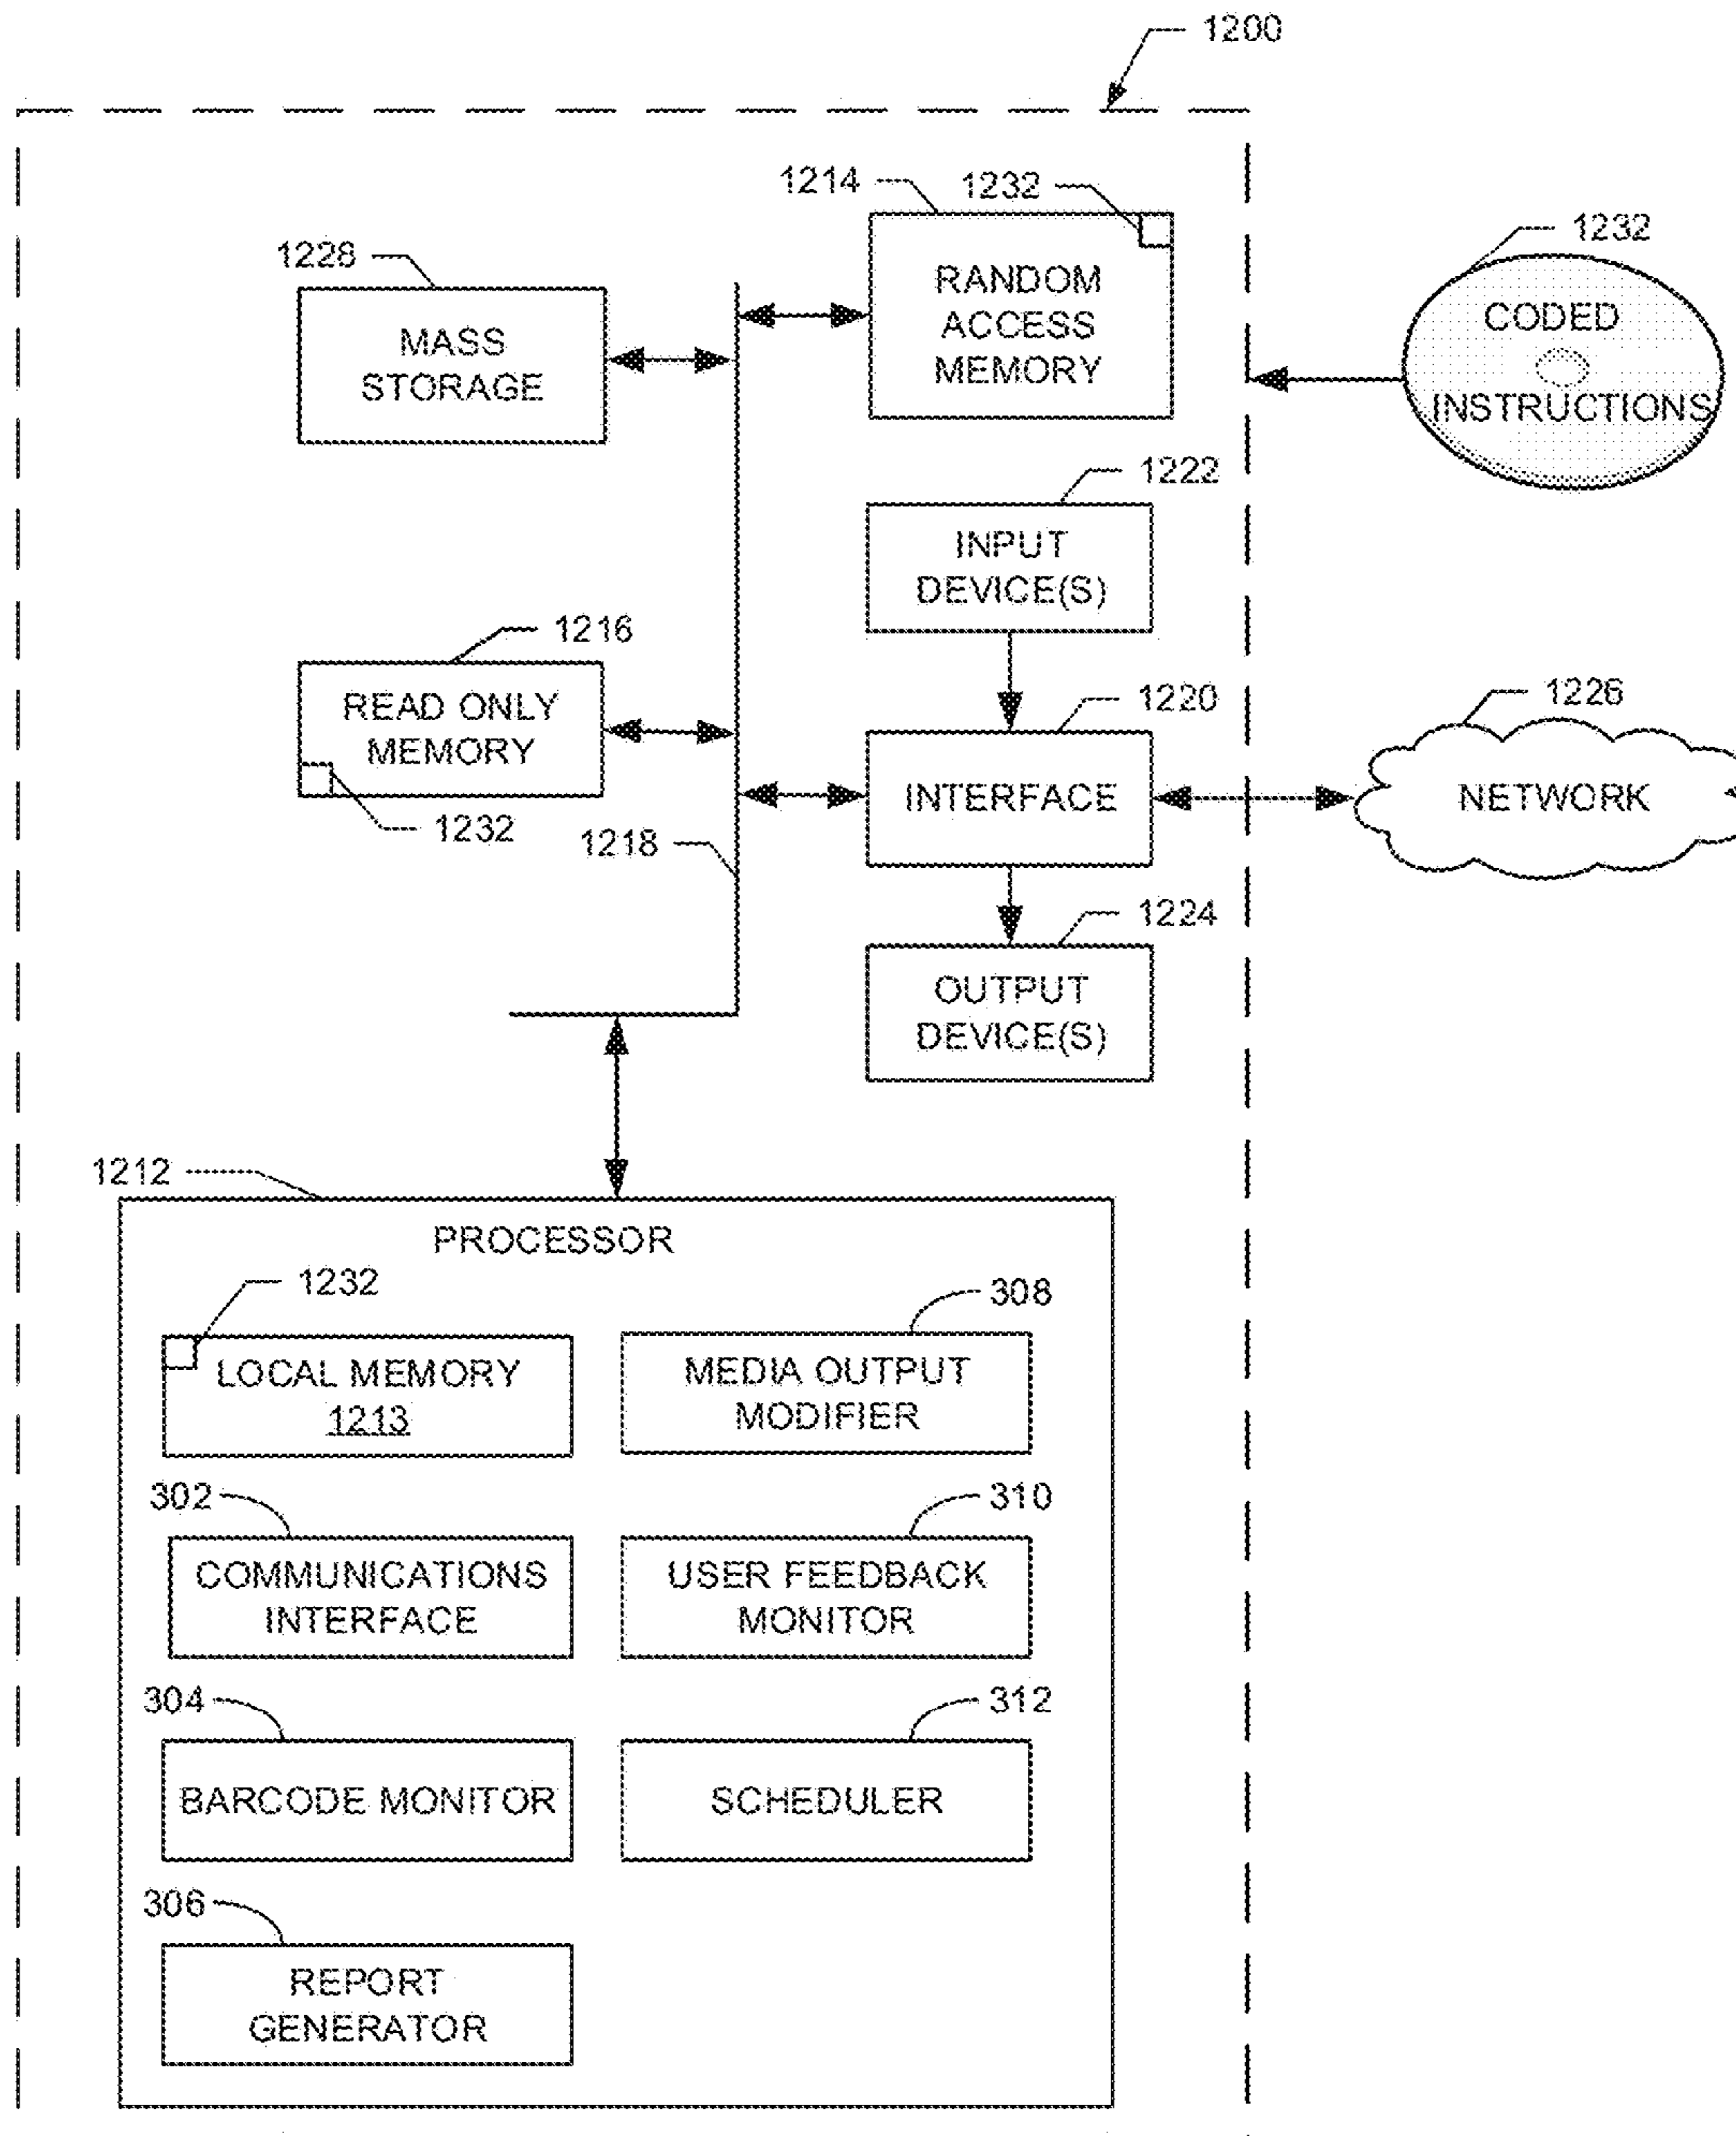 1200
1214
1232
1228
RANDOM
ACCESS
MEMORY
MASS
STORAGE
1232
CODED
INSTRUCTIONS
1222
INPUT
DEVICE(S)
1216
READ ONLY
MEMORY
1232
1218
1220
INTERFACE
1226
NETWORK
1224
OUTPUT
DEVICE(S)
1212
PROCESSOR
1232
LOCAL MEMORY
1213
308
MEDIA OUTPUT
MODIFIER
302
COMMUNICATIONS
INTERFACE
310
USER FEEDBACK
MONITOR
304
BARCODE MONITOR
312
SCHEDULER
306
REPORT
GENERATOR